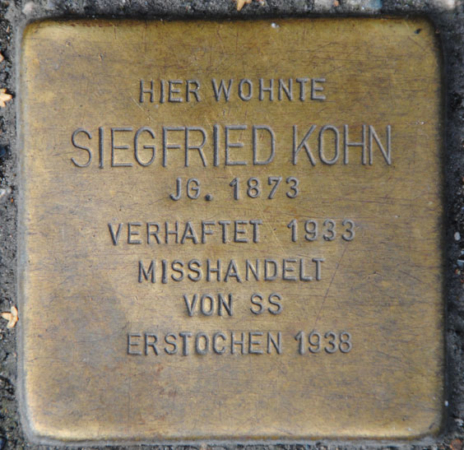 HIER WOHNTE
SIEGFRIED KOHN
JG. 1873
VERHAFTET 1933
MISSHANDELT
VON SS
ERSTOCHEN 1938